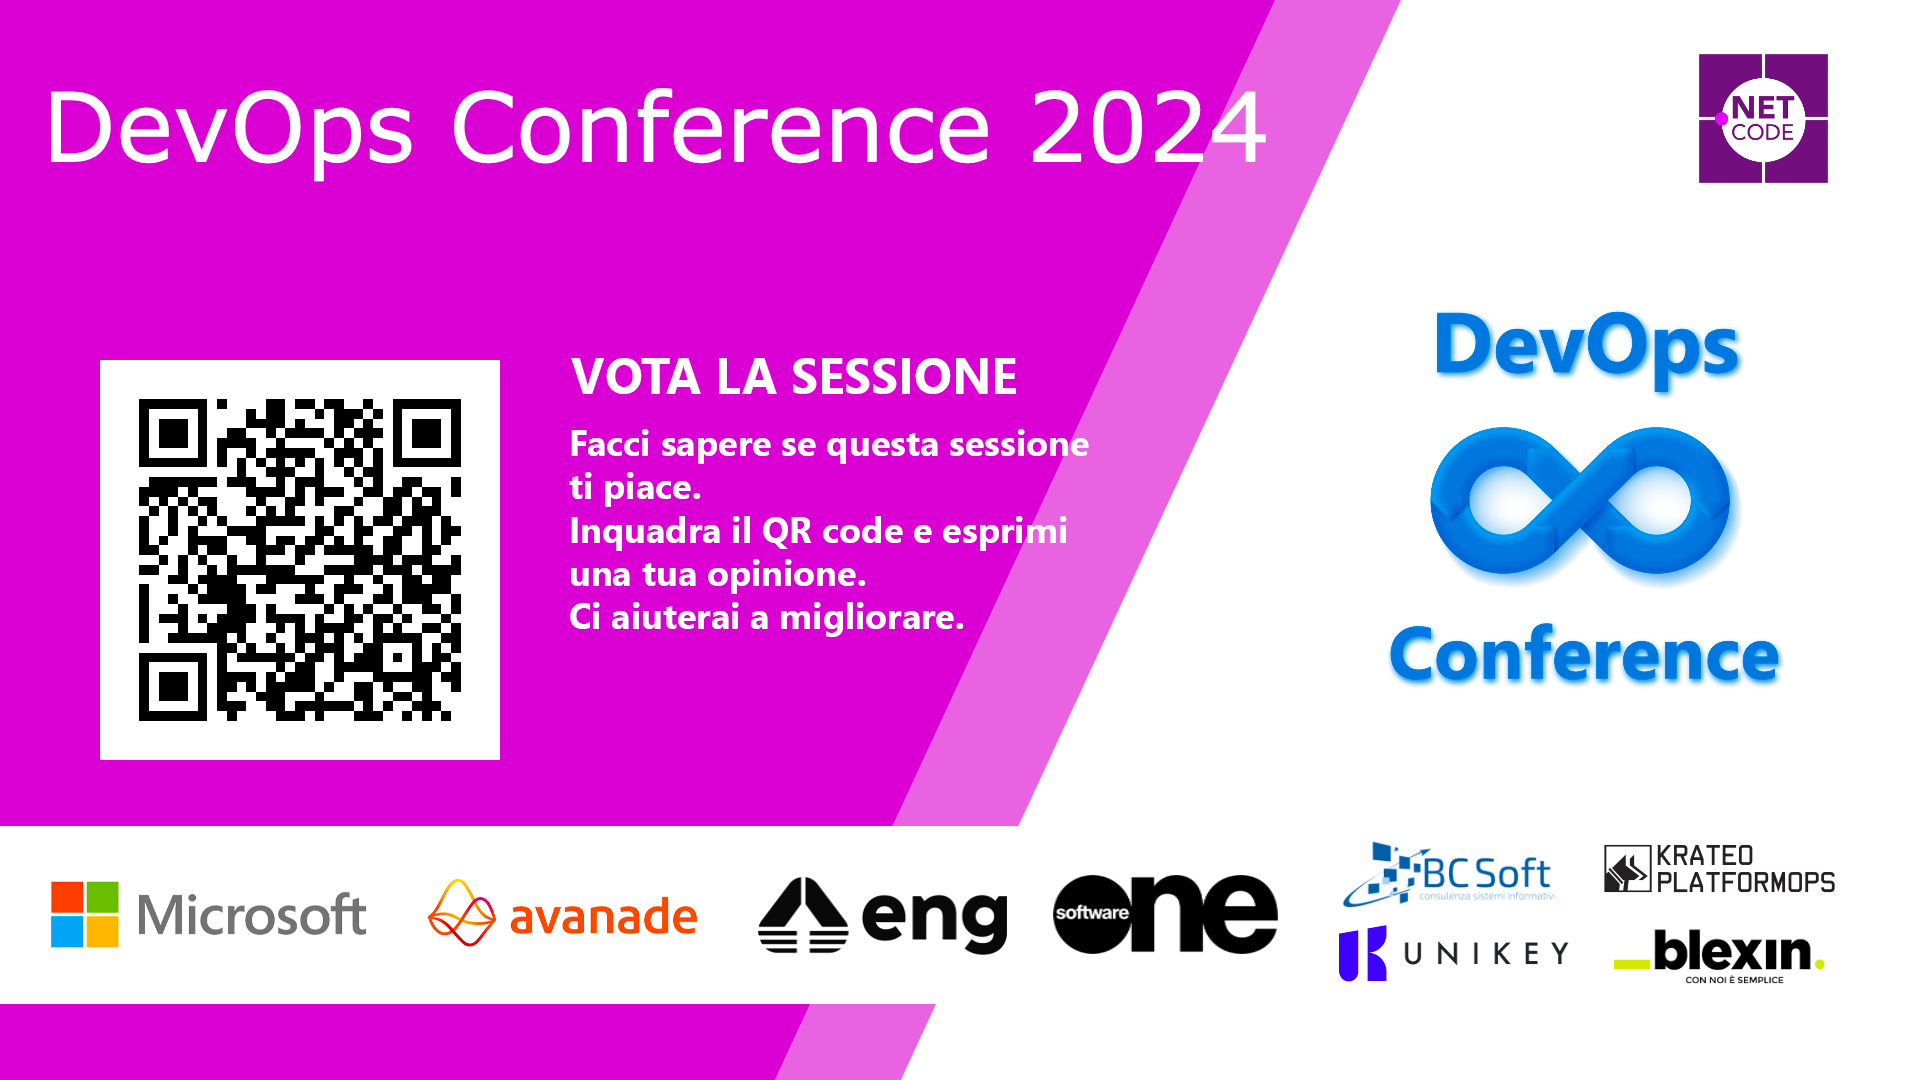 DevOps Conference 2024
NET
CODE
VOTA LA SESSIONE
Facci sapere se questa sessione
ti piace.
Inquadra il QR code e esprimi
una tua opinione.
Ci aiuterai a migliorare.
DevOps
Conference
Microsoft
avanade
eng
software one
BC Soft
consulenza sistemi informativi
KRATEO
PLATFORMOPS
UNIKEY
blexin.
CON NOI È SEMPLICE